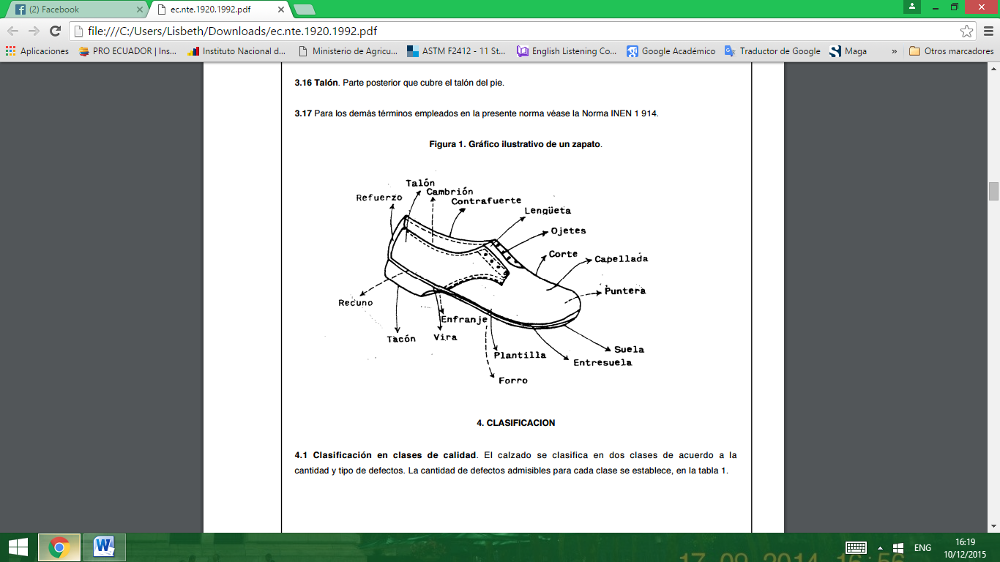 (2) Facebook
ec.nte.1920.1992.pdf
file:///C:/Users/Lisbeth/Downloads/ec.nte.1920.1992.pdf
Aplicaciones
PRO ECUADOR | Ins...
Instituto Nacional d...
Ministerio de Agricu...
ASTM F2412 - 11 St...
English Listening Co...
Google Académico
Traductor de Google
Maga
»
Otros marcadores
3.16 Talón. Parte posterior que cubre el talón del pie.
3.17 Para los demás términos empleados en la presente norma véase la Norma INEN 1 914.
Figura 1. Gráfico ilustrativo de un zapato.
Talón
Cambrión
Refuerzo
Contrafuerte
Lengüeta
Ojetes
Corte
Capellada
Puntera
Recuno
Enfranje
Tacón
Vira
Suela
Plantilla
Entresuela
Forro
4. CLASIFICACION
4.1 Clasificación en clases de calidad. El calzado se clasifica en dos clases de acuerdo a la
cantidad y tipo de defectos. La cantidad de defectos admisibles para cada clase se establece, en la tabla 1.
17 09 2014 16:56
ENG
16:19
10/12/2015